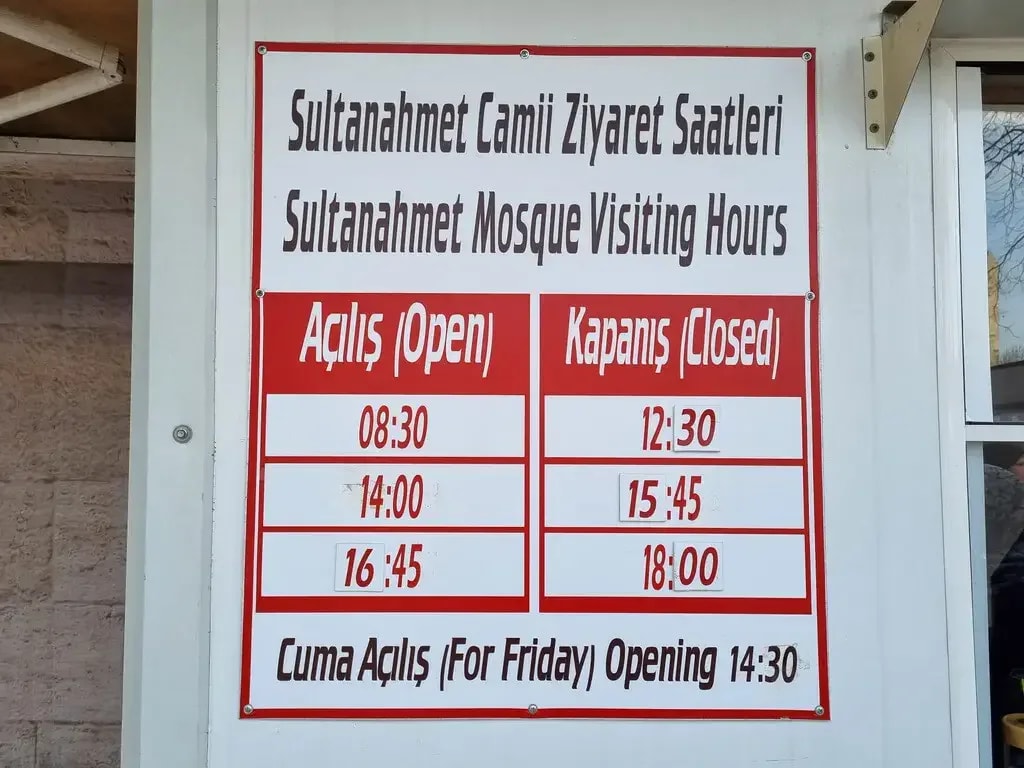 Sultanahmet Camii Ziyaret Saatleri
Sultanahmet Mosque Visiting Hours
Açılış (Open) Kapanış (Closed)
08:30 12:30
14:00 15:45
16:45 18:00
Cuma Açılış (For Friday) Opening 14:30